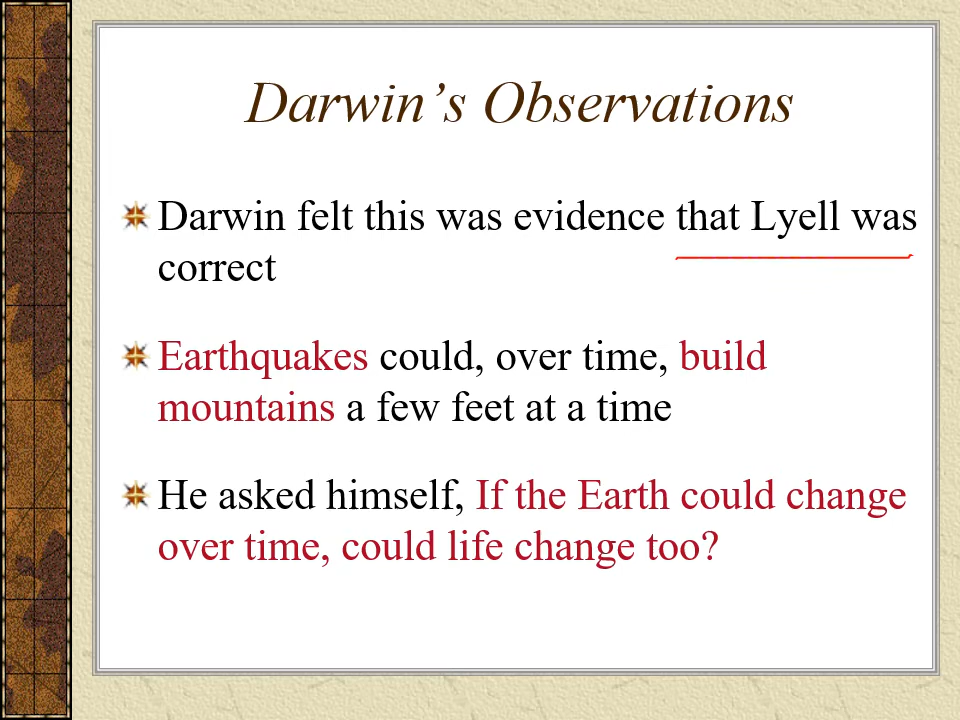 Darwin’s Observations
Darwin felt this was evidence that Lyell was
correct
Earthquakes could, over time, build
mountains a few feet at a time
He asked himself, If the Earth could change
over time, could life change too?